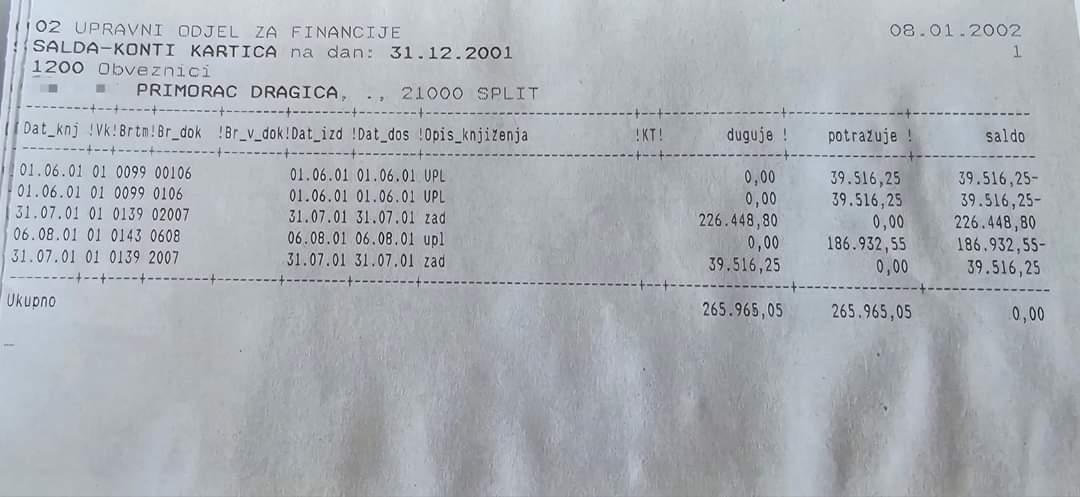 02 UPRAVNI ODJEL ZA FINANCIJE 08.01.2002
SALDA-KONTI KARTICA na dan: 31.12.2001 1
1200 Obveznici
PRIMORAC DRAGICA, ., 21000 SPLIT
Dat_knj !Vk!Brtm!Br_dok !Br_v_dok!Dat_izd !Dat_dos !Opis_knjiženja !KT! duguje ! potražuje ! saldo
01.06.01 01 0099 00106 01.06.01 01.06.01 UPL 0,00 39.516,25 39.516,25-
01.06.01 01 0099 0106 01.06.01 01.06.01 UPL 0,00 39.516,25 39.516,25-
31.07.01 01 0139 02007 31.07.01 31.07.01 zad 226.448,80 0,00 226.448,80
06.08.01 01 0143 0608 06.08.01 06.08.01 upl 0,00 186.932,55 186.932,55-
31.07.01 01 0139 2007 31.07.01 31.07.01 zad 39.516,25 0,00 39.516,25
Ukupno 265.965,05 265.965,05 0,00